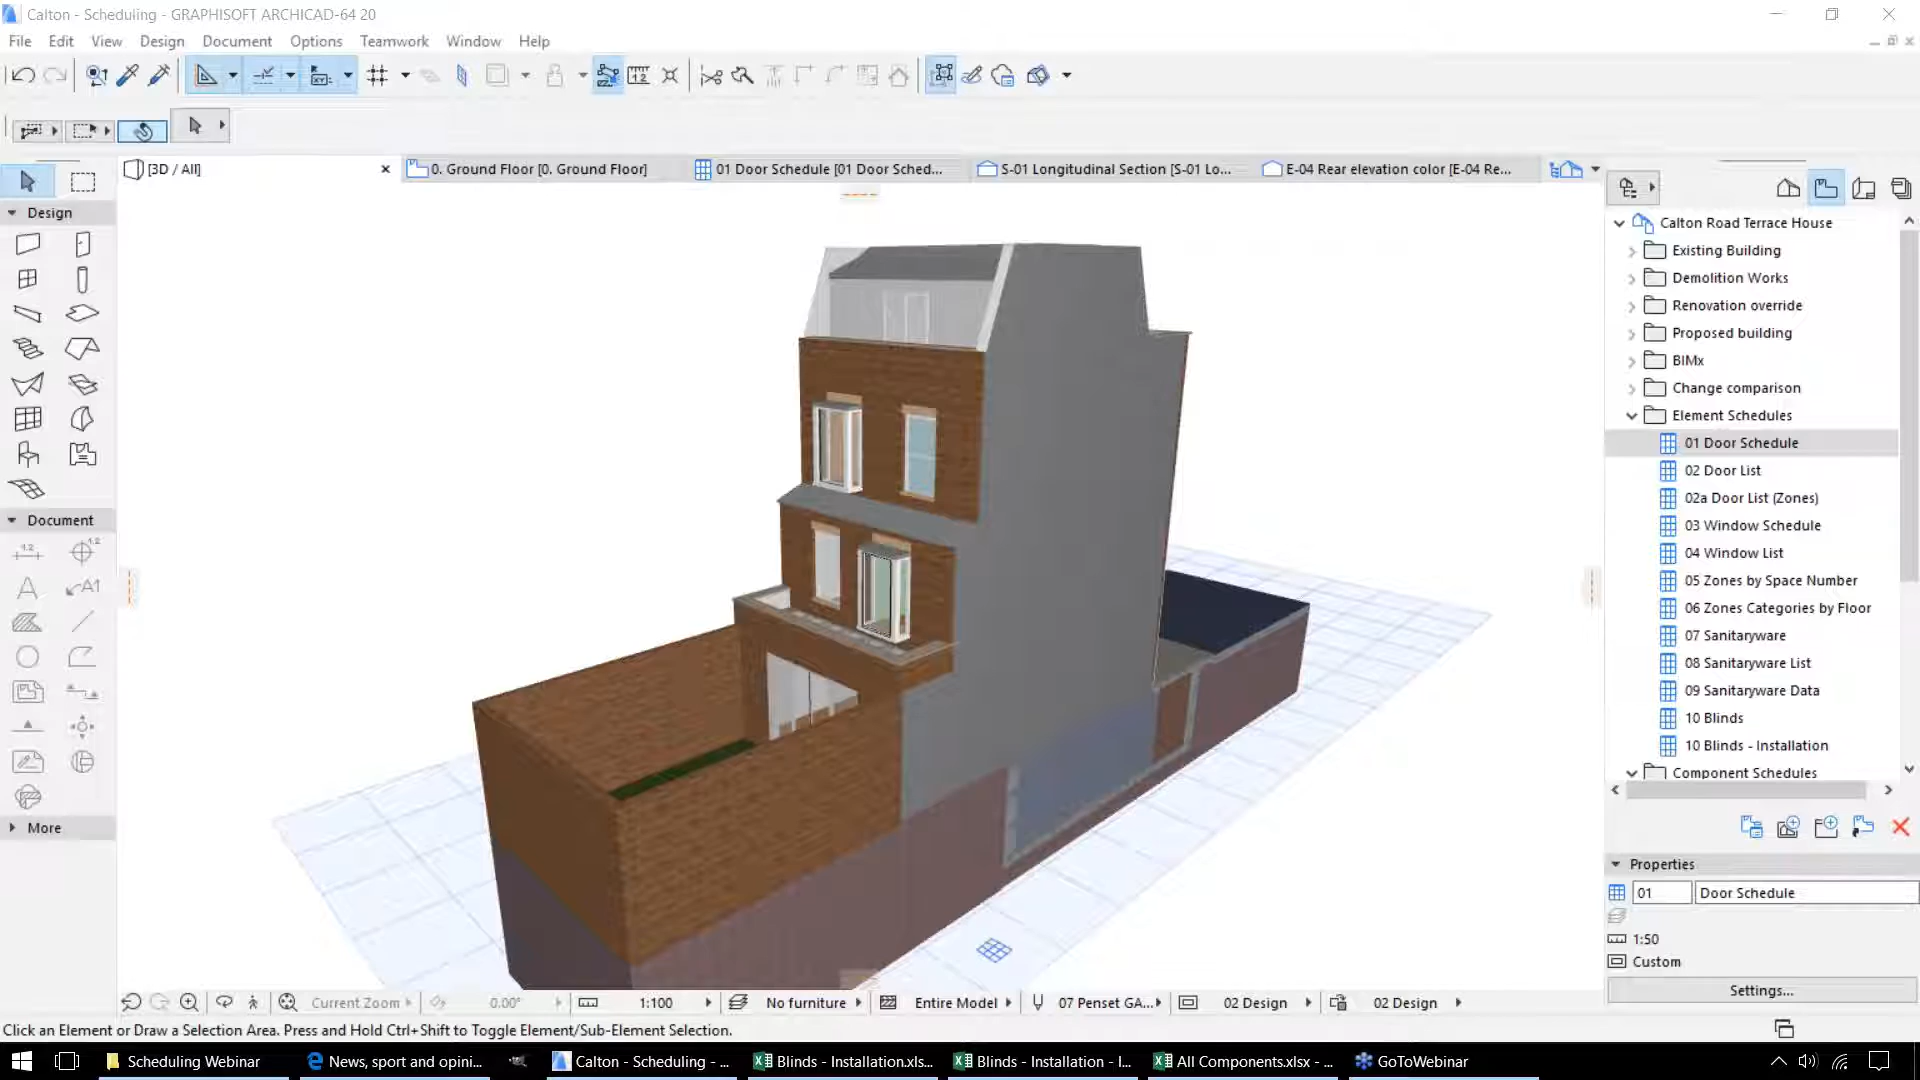 Calton - Scheduling - GRAPHISOFT ARCHICAD-64 20
File Edit View Design Document Options Teamwork Window Help
[3D / All]
0. Ground Floor [0. Ground Floor]
01 Door Schedule [01 Door Sched...
S-01 Longitudinal Section [S-01 Lo...
E-04 Rear elevation color [E-04 Re...
Design
Document
More
Calton Road Terrace House
Existing Building
Demolition Works
Renovation override
Proposed building
BIMx
Change comparison
Element Schedules
01 Door Schedule
02 Door List
02a Door List (Zones)
03 Window Schedule
04 Window List
05 Zones by Space Number
06 Zones Categories by Floor
07 Sanitaryware
08 Sanitaryware List
09 Sanitaryware Data
10 Blinds
10 Blinds - Installation
Component Schedules
Properties
01 Door Schedule
1:50
Custom
Settings...
Current Zoom 0.00° 1:100 No furniture Entire Model 07 Penset GA... 02 Design 02 Design
Click an Element or Draw a Selection Area. Press and Hold Ctrl+Shift to Toggle Element/Sub-Element Selection.
Scheduling Webinar News, sport and opini... Calton - Scheduling - ... Blinds - Installation.xls... Blinds - Installation - I... All Components.xlsx - ... GoToWebinar